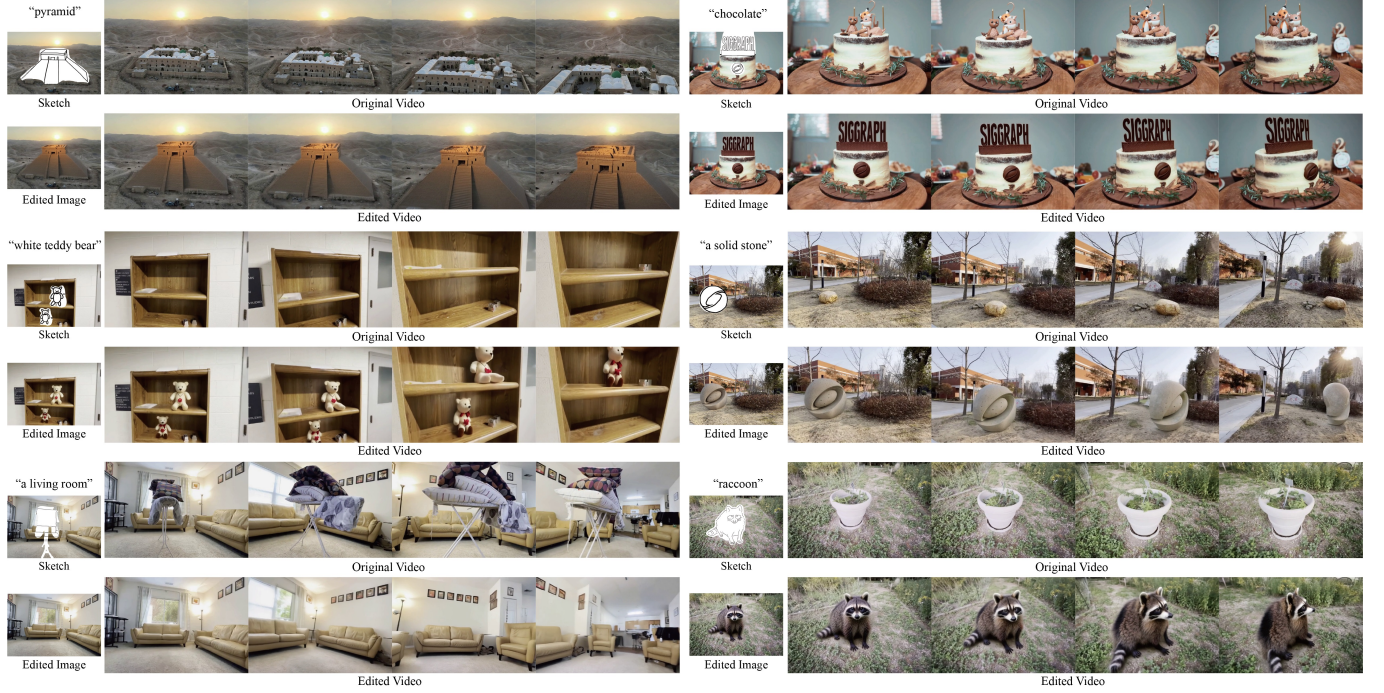 “pyramid”
Sketch
Original Video
Edited Image
Edited Video
“chocolate”
SIGGRAPH
Sketch
Original Video
2
SIGGRAPH
Edited Image
SIGGRAPH
SIGGRAPH
SIGGRAPH
SIGGRAPH
2
Edited Video
“white teddy bear”
Sketch
Original Video
Edited Image
Edited Video
“a solid stone”
Sketch
Original Video
Edited Image
Edited Video
“a living room”
Sketch
Original Video
Edited Image
Edited Video
“raccoon”
Sketch
Original Video
Edited Image
Edited Video